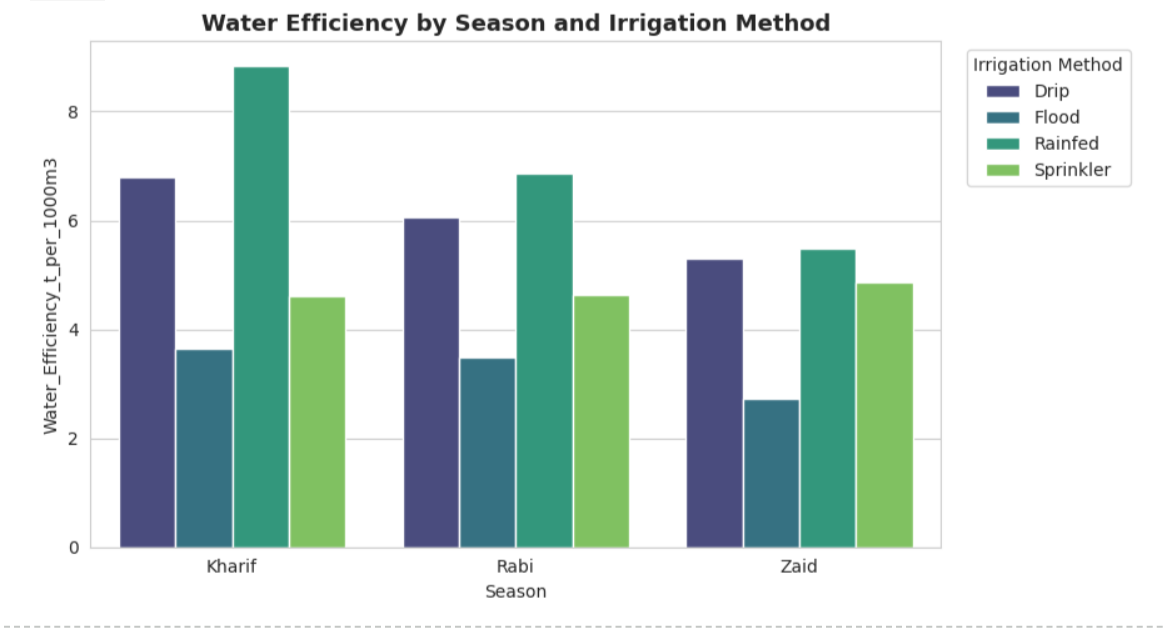 Water Efficiency by Season and Irrigation Method
Water_Efficiency_t_per_1000m3
8
6
4
2
0
Kharif Rabi Zaid
Season
Irrigation Method
Drip
Flood
Rainfed
Sprinkler